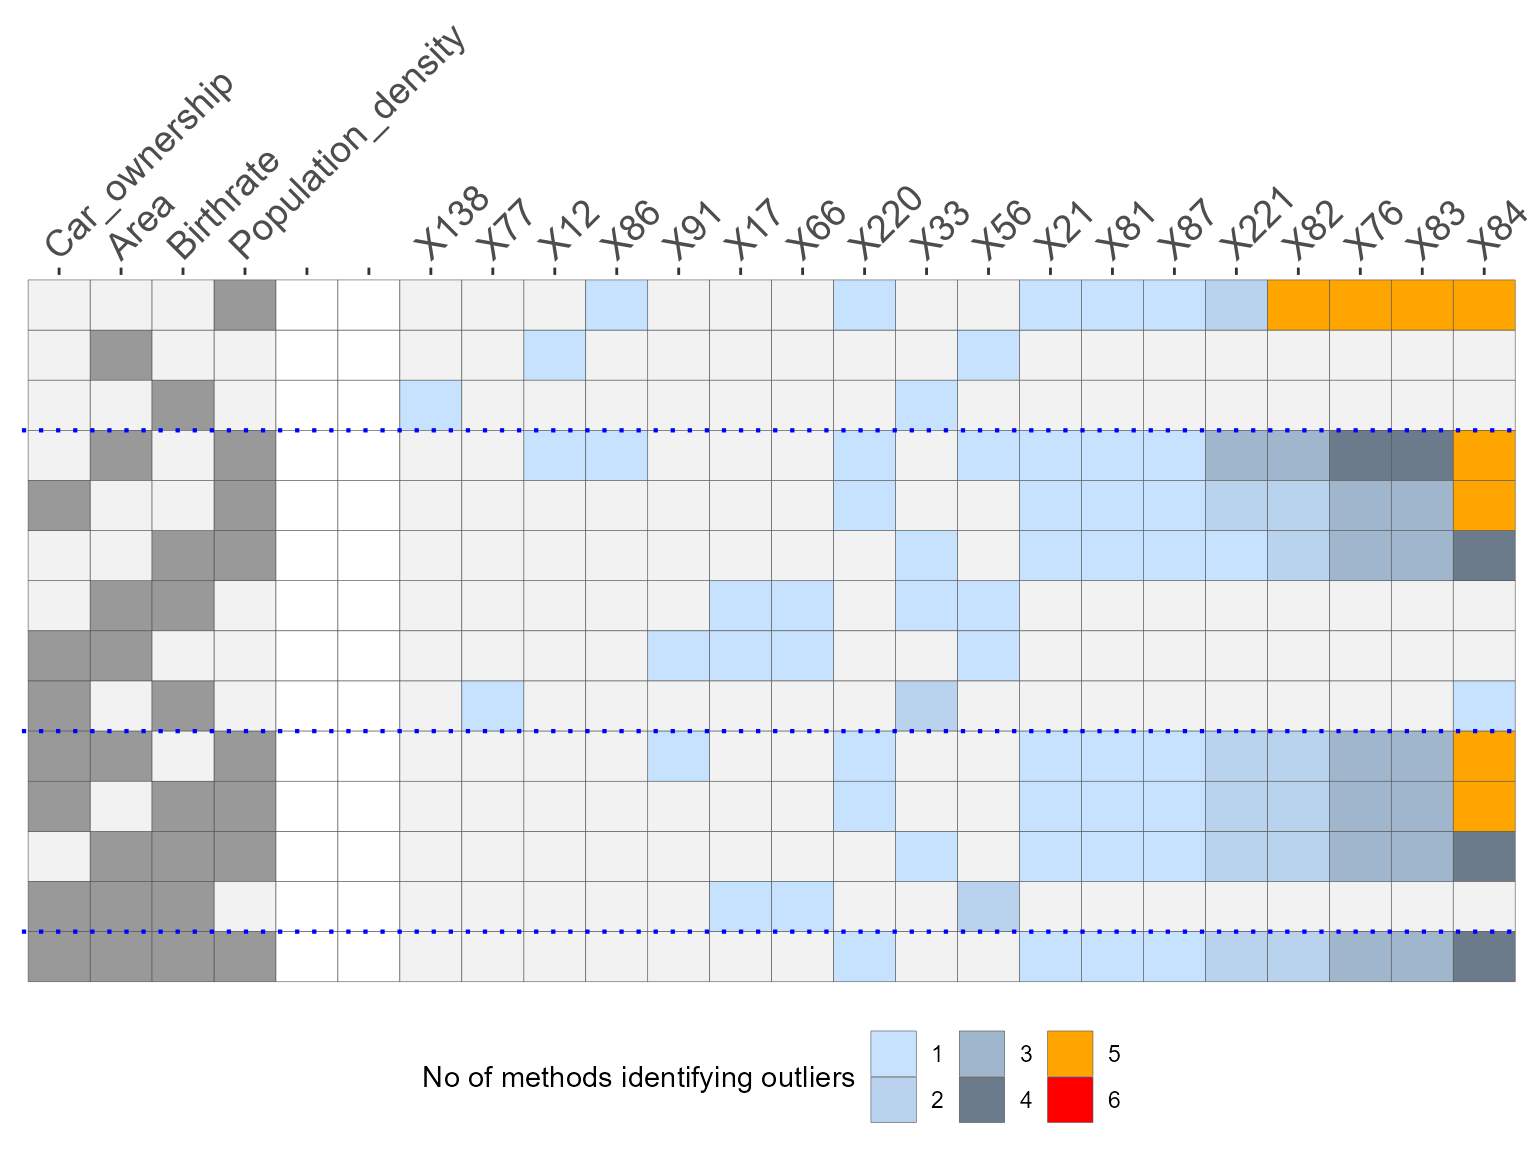 Car_ownership
Area
Birthrate
Population_density
X138
X77
X12
X86
X91
X17
X66
X220
X33
X56
X21
X81
X87
X221
X82
X76
X83
X84
No of methods identifying outliers
1
3
5
2
4
6